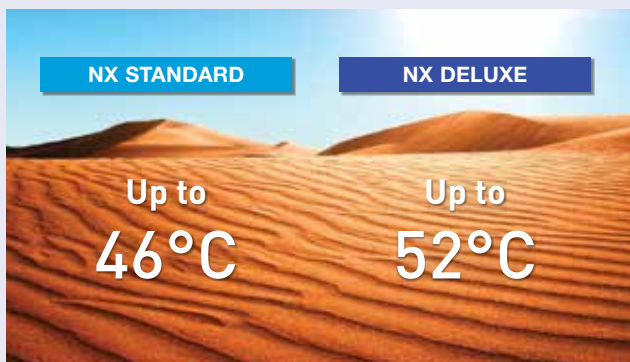 NX STANDARD
NX DELUXE
Up to
46°C
Up to
52°C